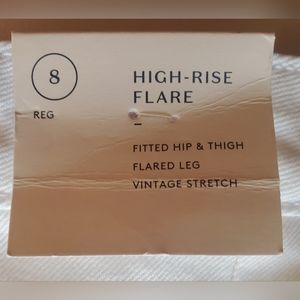 8
REG
HIGH-RISE
FLARE
–
FITTED HIP & THIGH
FLARED LEG
VINTAGE STRETCH